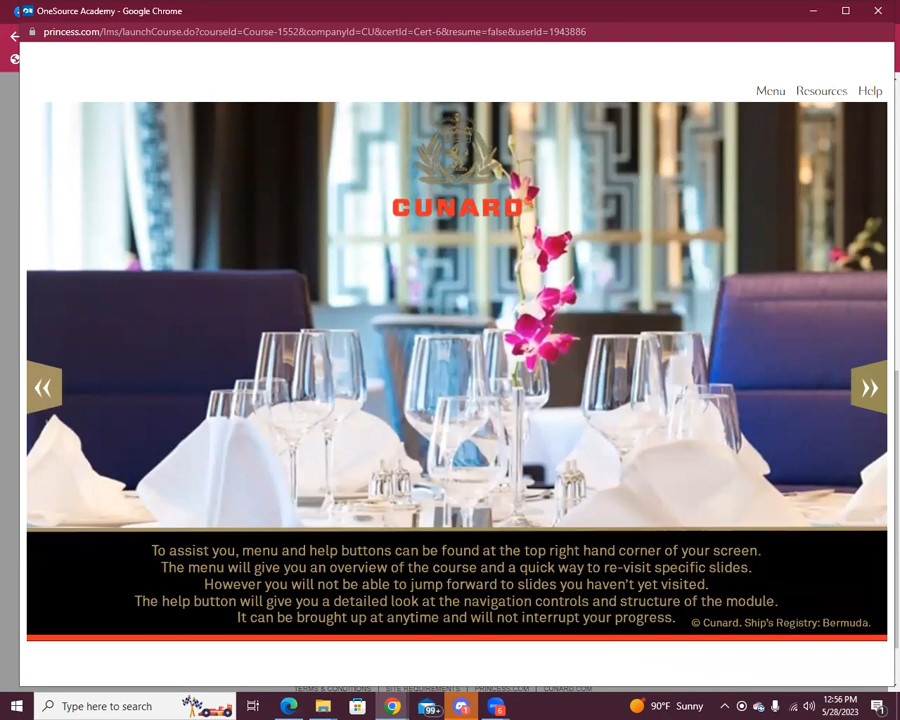 OneSource Academy - Google Chrome
princess.com/lms/launchCourse.do?courseId=Course-1552&companyId=CU&certId=Cert-6&resume=false&userId=1943886
Menu Resources Help
CUNARD
To assist you, menu and help buttons can be found at the top right hand corner of your screen.
The menu will give you an overview of the course and a quick way to re-visit specific slides.
However you will not be able to jump forward to slides you haven't yet visited.
The help button will give you a detailed look at the navigation controls and structure of the module.
It can be brought up at anytime and will not interrupt your progress.
© Cunard. Ship's Registry: Bermuda.
TERMS & CONDITIONS | SITE REQUIREMENTS | PRINCESS.COM | CUNARD.COM
Type here to search
99+
1
6
90°F Sunny
12:56 PM
5/28/2023
1